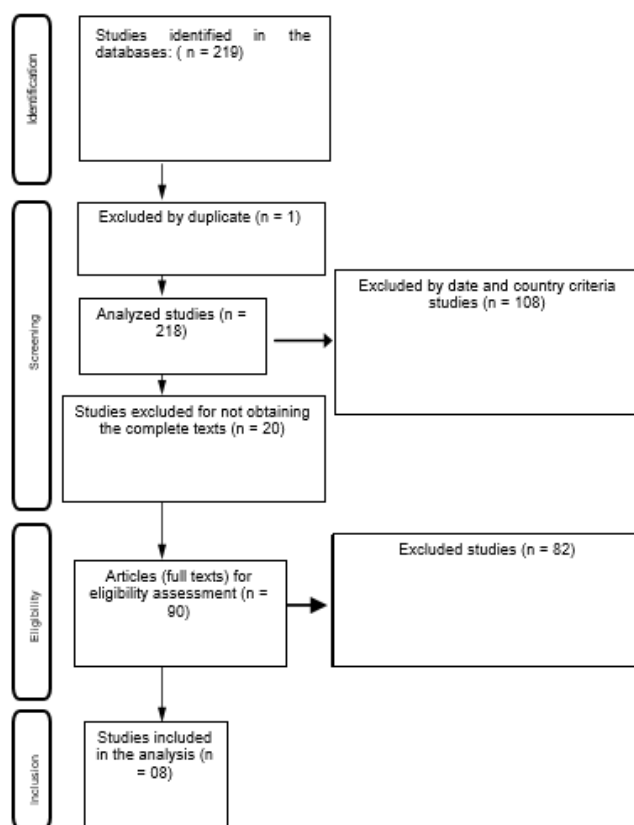 Identification
Studies identified in the
databases: ( n = 219)
Screening
Excluded by duplicate (n = 1)
Analyzed studies (n =
218)
Excluded by date and country criteria
studies (n = 108)
Studies excluded for not obtaining
the complete texts (n = 20)
Eligibility
Articles (full texts) for
eligibility assessment (n =
90)
Excluded studies (n = 82)
Inclusion
Studies included
in the analysis (n
= 08)